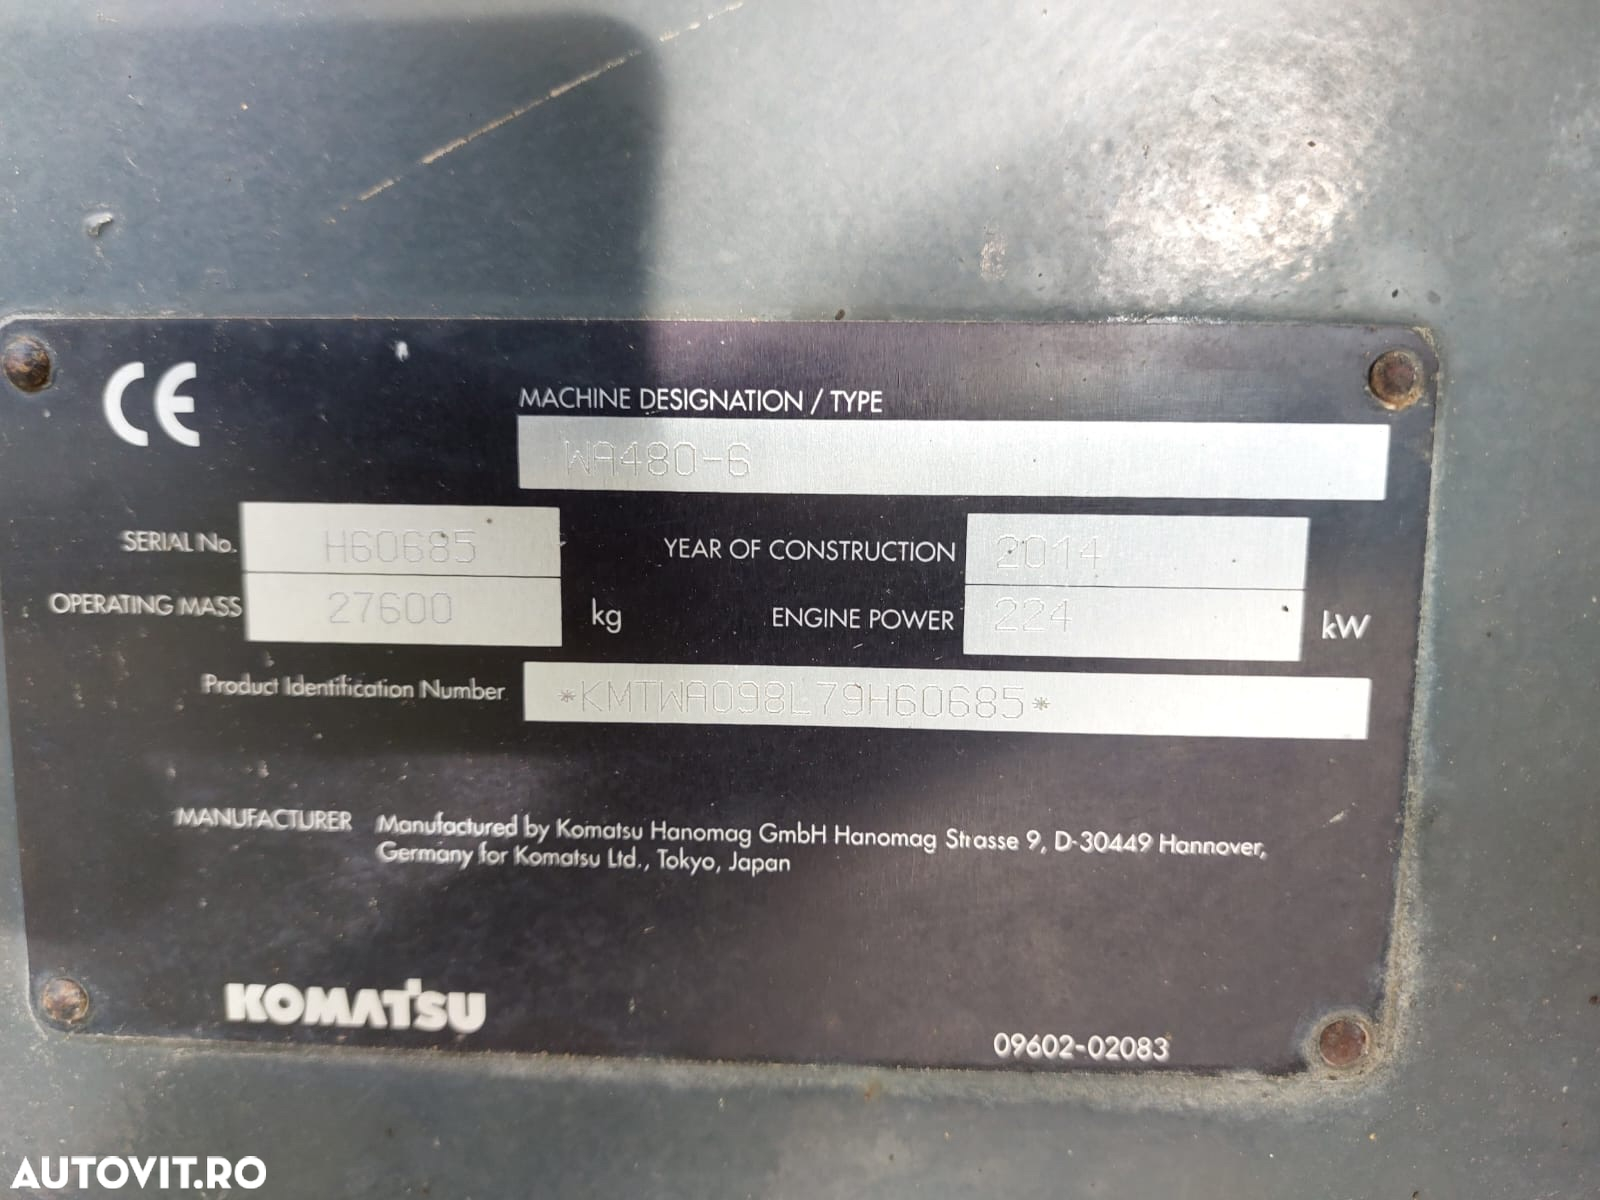 CE
MACHINE DESIGNATION / TYPE
WA480-6
SERIAL No. H60685 YEAR OF CONSTRUCTION 2014
OPERATING MASS 27600 kg ENGINE POWER 224 kW
Product Identification Number *KMTWA098L79H60685*
MANUFACTURER Manufactured by Komatsu Hanomag GmbH Hanomag Strasse 9, D-30449 Hannover,
Germany for Komatsu Ltd., Tokyo, Japan
KOMATSU
09602-02083
AUTOVIT.RO